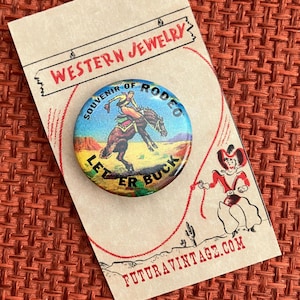 WESTERN JEWELRY
SOUVENIR OF RODEO
LET'ER BUCK
FUTURAVINTAGE.COM